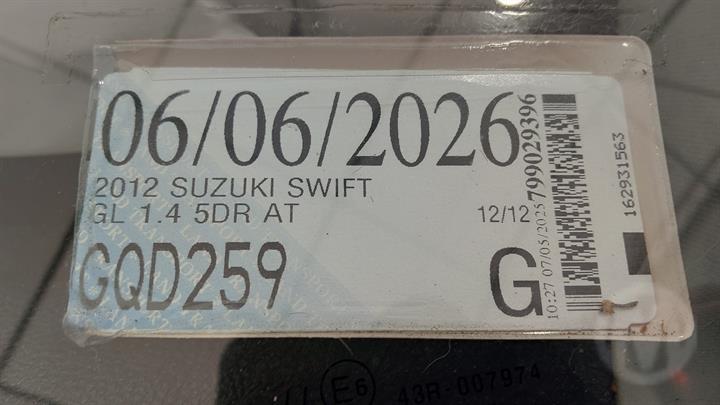 06/06/2026
2012 SUZUKI SWIFT
GL 1.4 5DR AT 12/12
GQD259 G
799029396
10:27 07/05/2025
162931563
E6 43R-007974